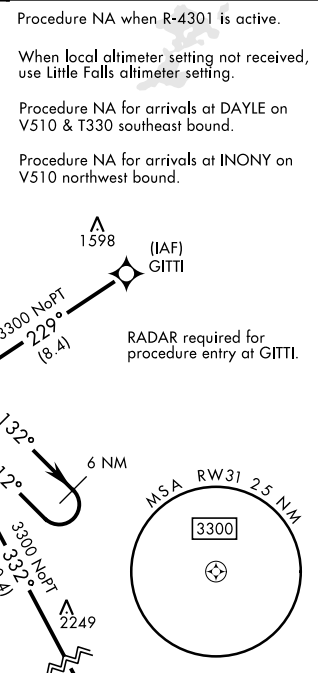 Procedure NA when R-4301 is active.
When local altimeter setting not received,
use Little Falls altimeter setting.
Procedure NA for arrivals at DAYLE on
V510 & T330 southeast bound.
Procedure NA for arrivals at INONY on
V510 northwest bound.
1598
(IAF)
GITTI
3300 NoPT
229°
(8.4)
RADAR required for
procedure entry at GITTI.
132°
6 NM
12°
MSA RW31 25 NM
3300
3300 NoPT
332°
4)
2249